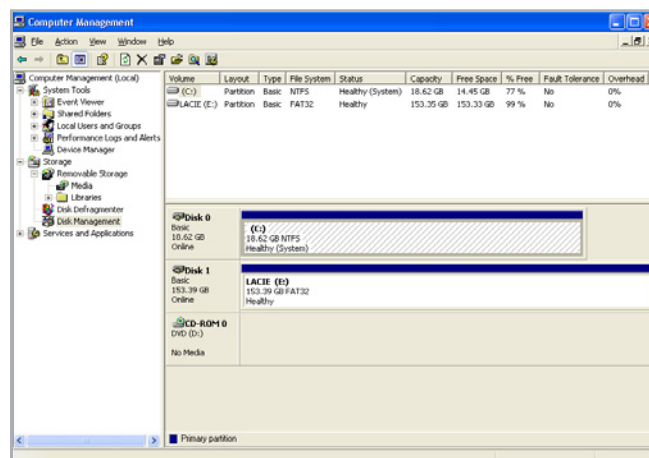 Computer Management
File Action View Window Help
Computer Management (Local)
System Tools
Event Viewer
Shared Folders
Local Users and Groups
Performance Logs and Alerts
Device Manager
Storage
Removable Storage
Media
Libraries
Disk Defragmenter
Disk Management
Services and Applications
Volume Layout Type File System Status Capacity Free Space % Free Fault Tolerance Overhead
(C:) Partition Basic NTFS Healthy (System) 18.62 GB 14.45 GB 77 % No 0%
LACIE (E:) Partition Basic FAT32 Healthy 153.35 GB 153.33 GB 99 % No 0%
Disk 0
Basic
18.62 GB
Online
(C:)
18.62 GB NTFS
Healthy (System)
Disk 1
Basic
153.39 GB
Online
LACIE (E:)
153.39 GB FAT32
Healthy
CD-ROM 0
DVD (D:)
No Media
Primary partition